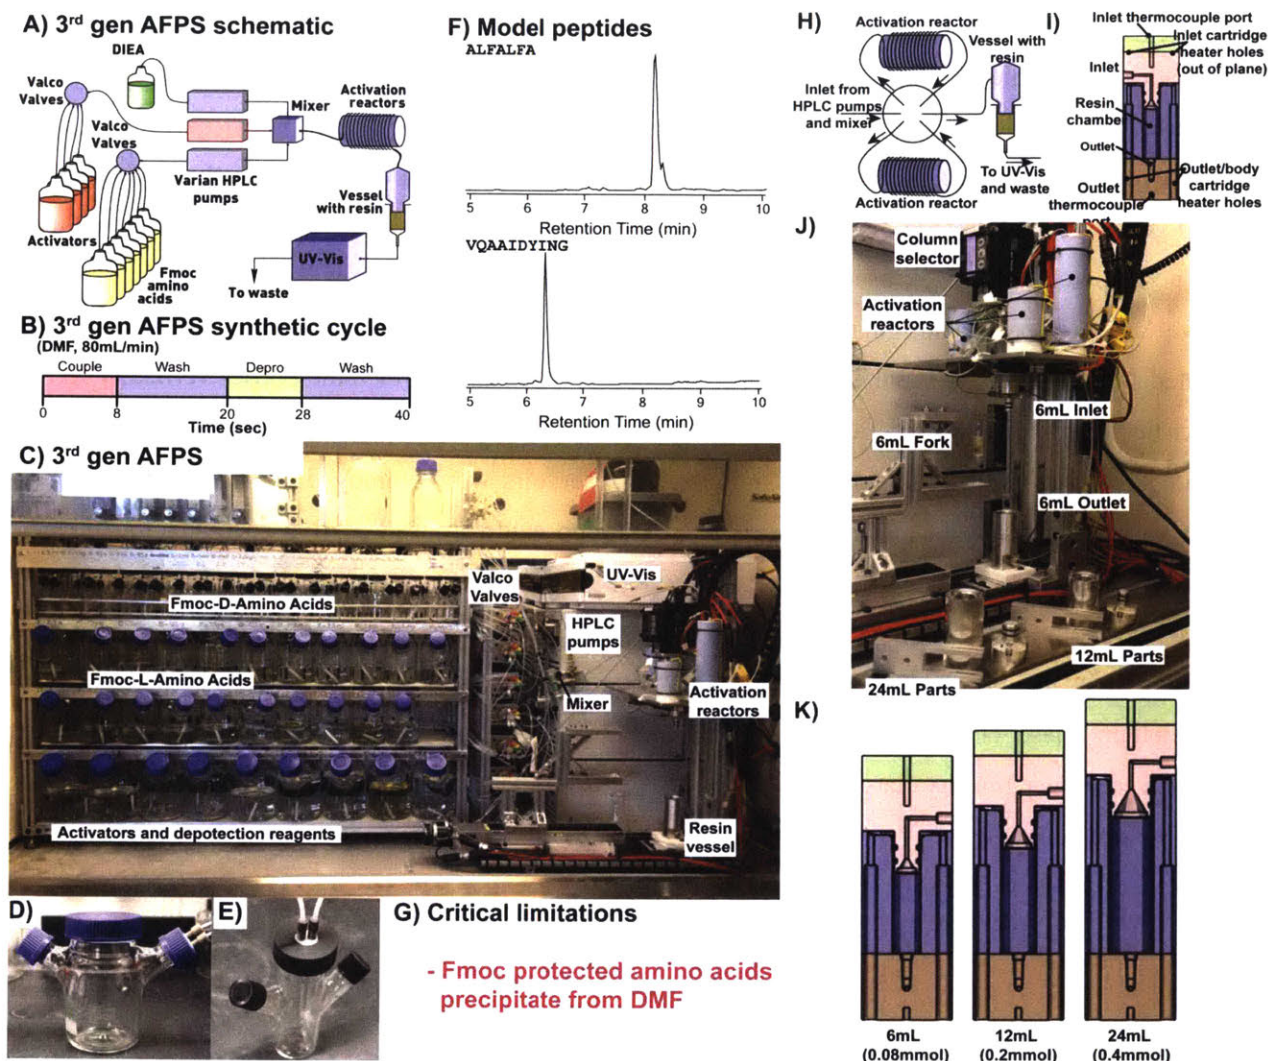 A) 3rd gen AFPS schematic
DIEA
Valco
Valves
Valco
Valves
Mixer
Activation
reactors
Varian HPLC
pumps
Vessel
with resin
Activators
Fmoc
amino
acids
UV-Vis
To waste
B) 3rd gen AFPS synthetic cycle
(DMF, 80mL/min)
Couple
Wash
Depro
Wash
0
8
20
28
40
Time (sec)
F) Model peptides
ALFALFA
5
6
7
8
9
10
Retention Time (min)
VQAAIDYING
5
6
7
8
9
10
Retention Time (min)
H)
Activation reactor
Vessel with
resin
Inlet from
HPLC pumps
and mixer
To UV-Vis
and waste
Activation reactor
I)
Inlet thermocouple port
Inlet cartridge
heater holes
(out of plane)
Inlet
Resin
chamber
Outlet
Outlet/body
cartridge
heater holes
Outlet
thermocouple
C) 3rd gen AFPS
Fmoc-D-Amino Acids
Fmoc-L-Amino Acids
Activators and depotection reagents
Valco
Valves
UV-Vis
HPLC
pumps
Mixer
Activation
reactors
Resin
vessel
J)
Column
selector
Activation
reactors
6mL Inlet
6mL Fork
6mL Outlet
12mL Parts
24mL Parts
D)
E)
G) Critical limitations
- Fmoc protected amino acids
precipitate from DMF
K)
6mL
(0.08mmol)
12mL
(0.2mmol)
24mL
(0.4mmol)